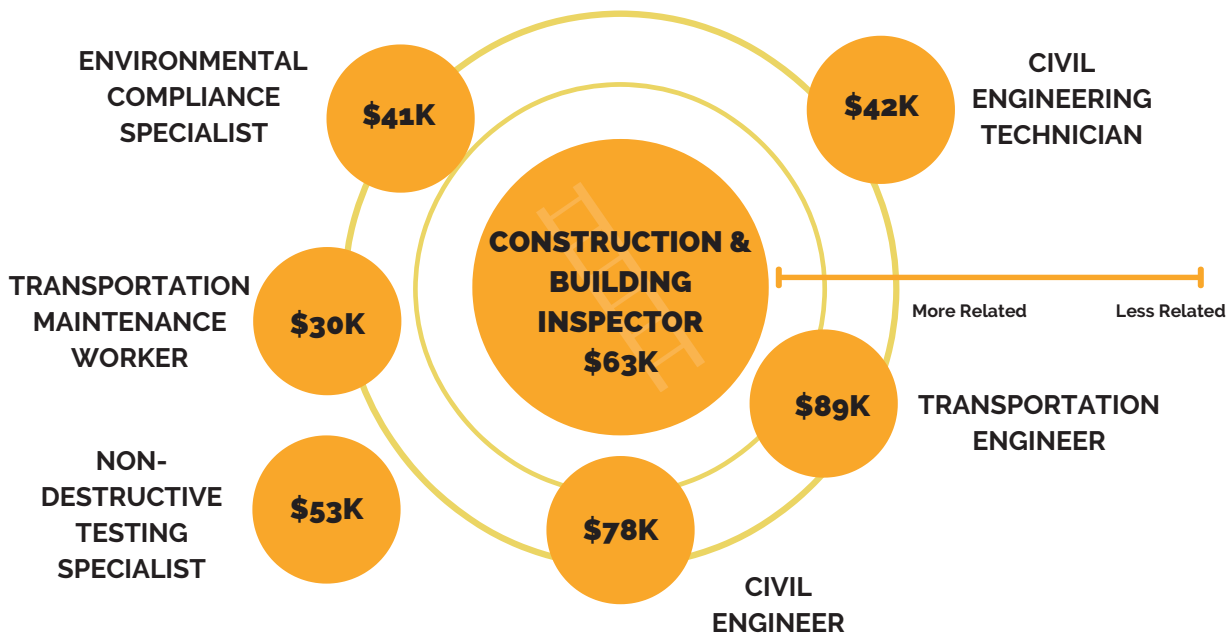 ENVIRONMENTAL
COMPLIANCE
SPECIALIST
$41K
$42K
CIVIL
ENGINEERING
TECHNICIAN
CONSTRUCTION &
BUILDING
INSPECTOR
$63K
TRANSPORTATION
MAINTENANCE
WORKER
$30K
More Related
Less Related
$89K
TRANSPORTATION
ENGINEER
NON-
DESTRUCTIVE
TESTING
SPECIALIST
$53K
$78K
CIVIL
ENGINEER